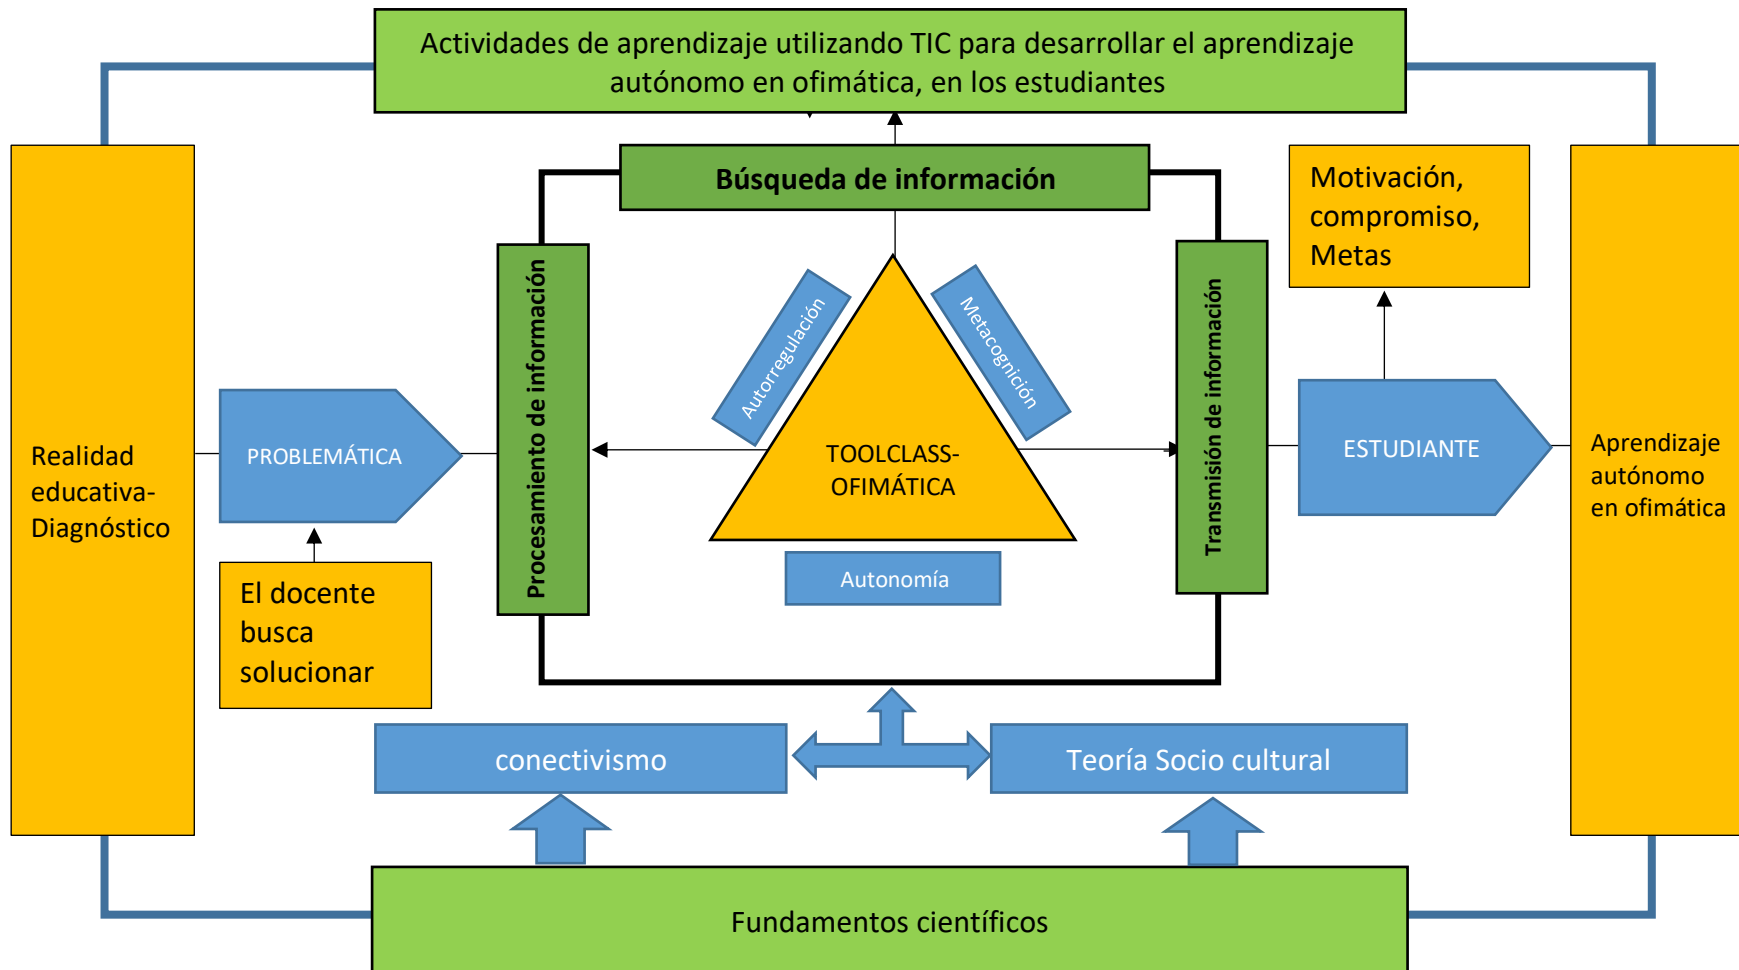 Actividades de aprendizaje utilizando TIC para desarrollar el aprendizaje
autónomo en ofimática, en los estudiantes
Búsqueda de información
Motivación,
compromiso,
Metas
Procesamiento de información
Autorregulación
Metacognición
Transmisión de información
Realidad
educativa-
Diagnóstico
PROBLEMÁTICA
TOOLCLASS-
OFIMÁTICA
ESTUDIANTE
Aprendizaje
autónomo
en ofimática
El docente
busca
solucionar
Autonomía
conectivismo
Teoría Socio cultural
Fundamentos científicos